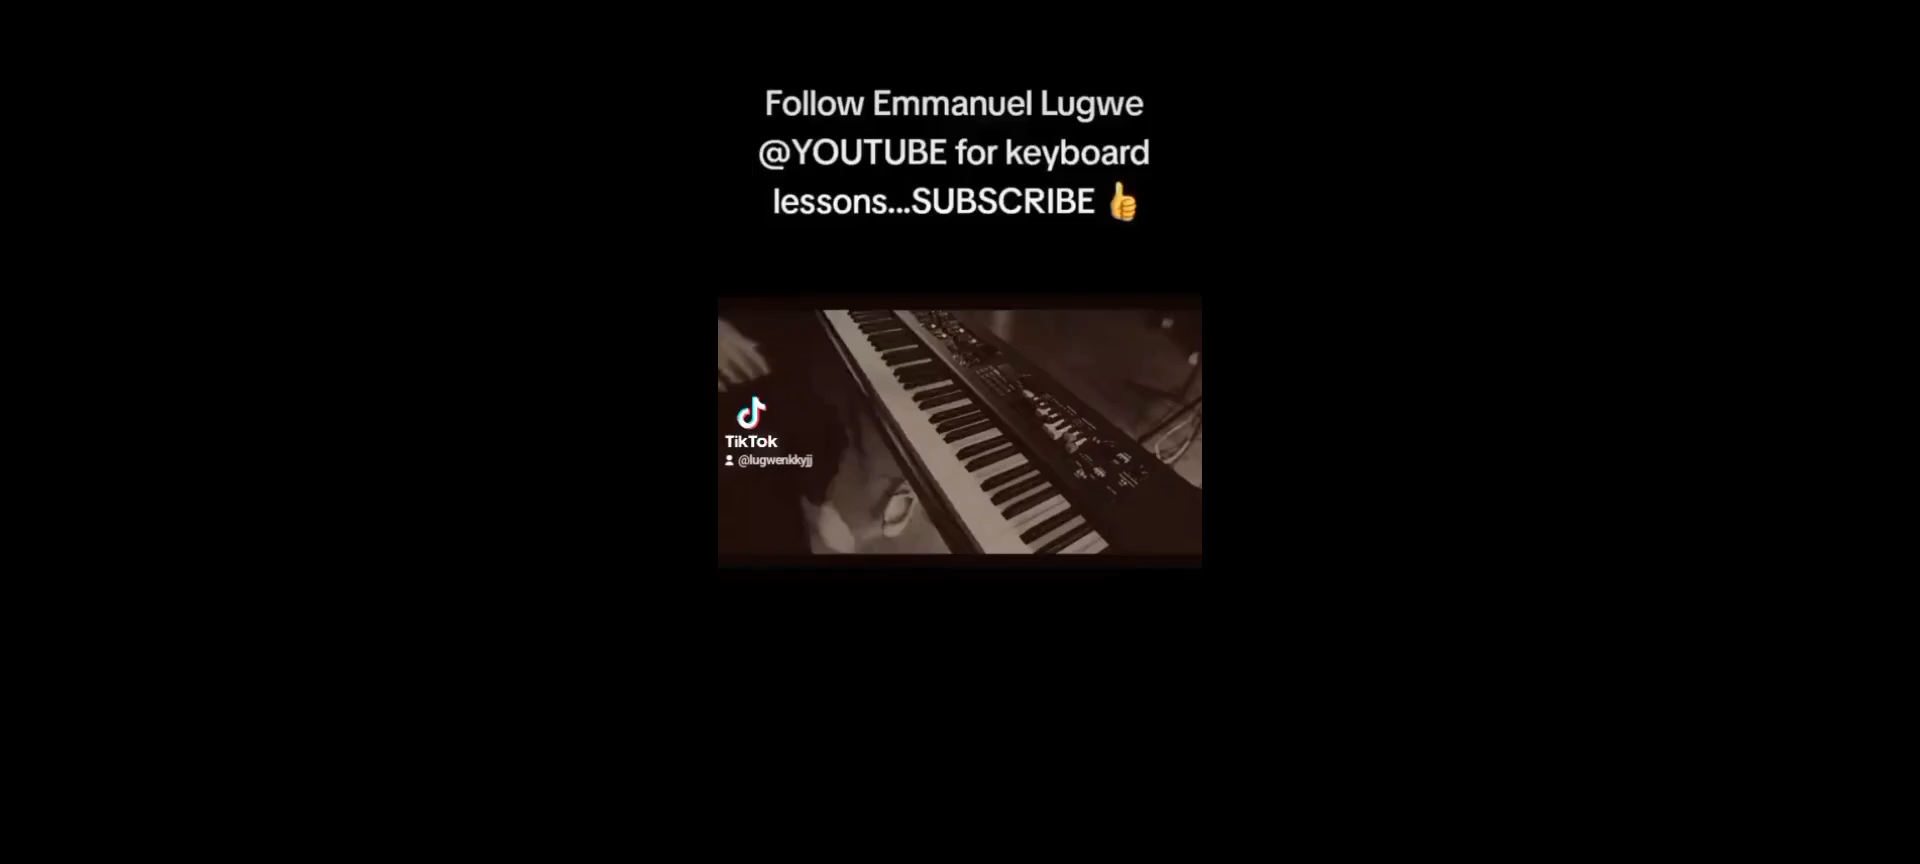 Follow Emmanuel Lugwe
@YOUTUBE for keyboard
lessons...SUBSCRIBE 👍
TikTok
@lugwenkkyjj